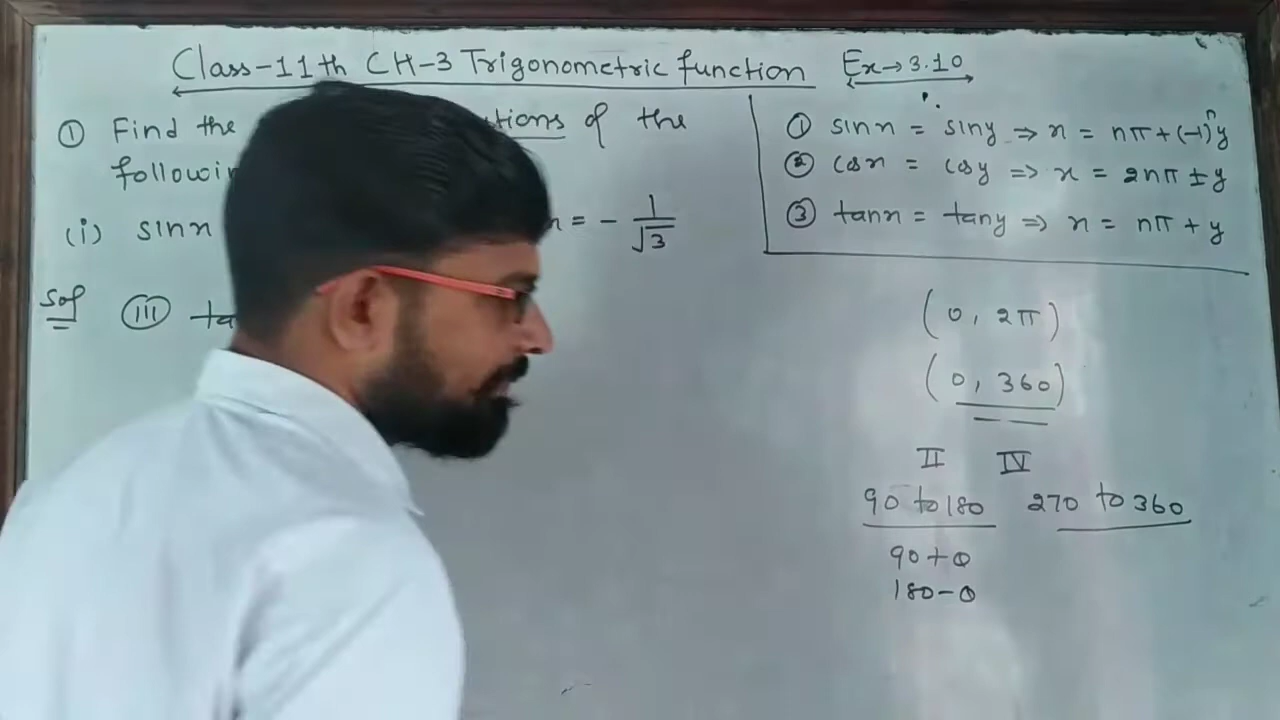 Class-11th CH-3 Trigonometric function Ex→3.10
① Find the tions of the
following
(i) sinx = - 1/√3
Sol (iii) ta
① sinx = siny ⇒ x = nπ+(-1)ⁿy
② cosx = cosy ⇒ x = 2nπ ± y
③ tanx = tany ⇒ x = nπ + y
(0, 2π)
(0, 360)
II IV
90 to 180 270 to 360
90+θ
180-θ